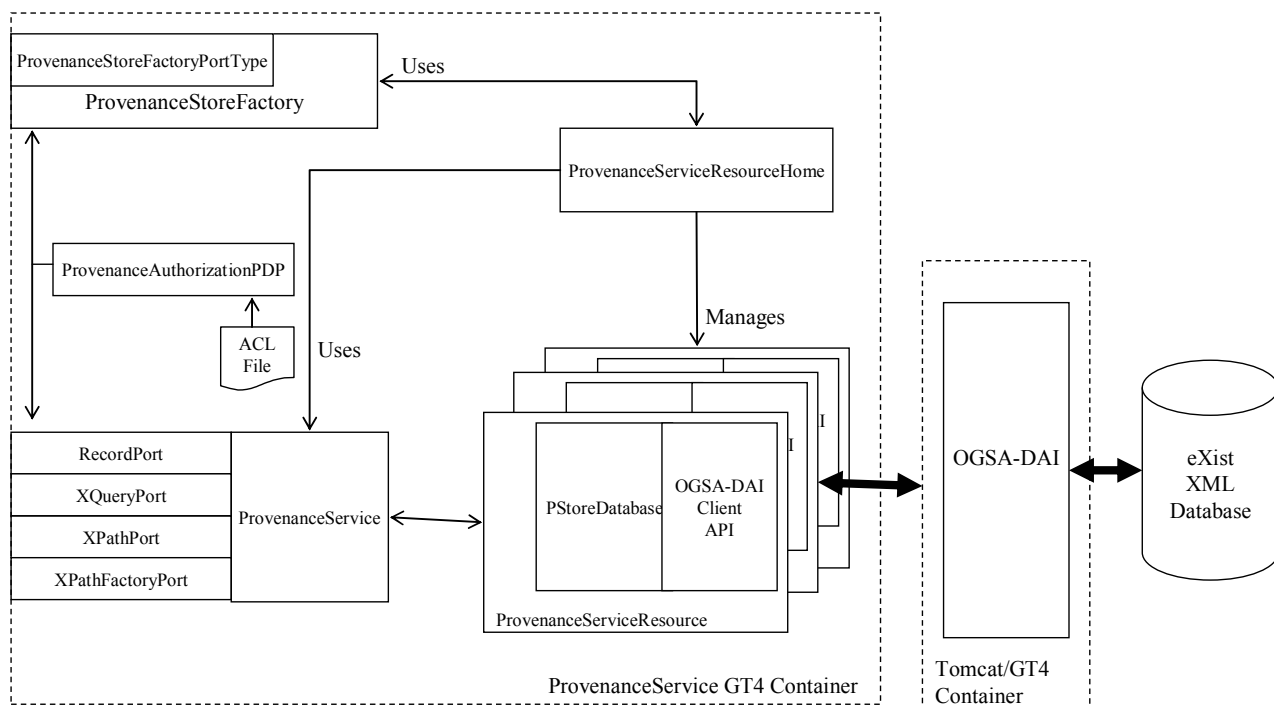 ProvenanceStoreFactoryPortType
ProvenanceStoreFactory
Uses
ProvenanceServiceResourceHome
ProvenanceAuthorizationPDP
ACL
File
Uses
Manages
RecordPort
XQueryPort
XPathPort
XPathFactoryPort
ProvenanceService
PStoreDatabase
OGSA-DAI
Client
API
I
I
ProvenanceServiceResource
ProvenanceService GT4 Container
OGSA-DAI
Tomcat/GT4
Container
eXist
XML
Database